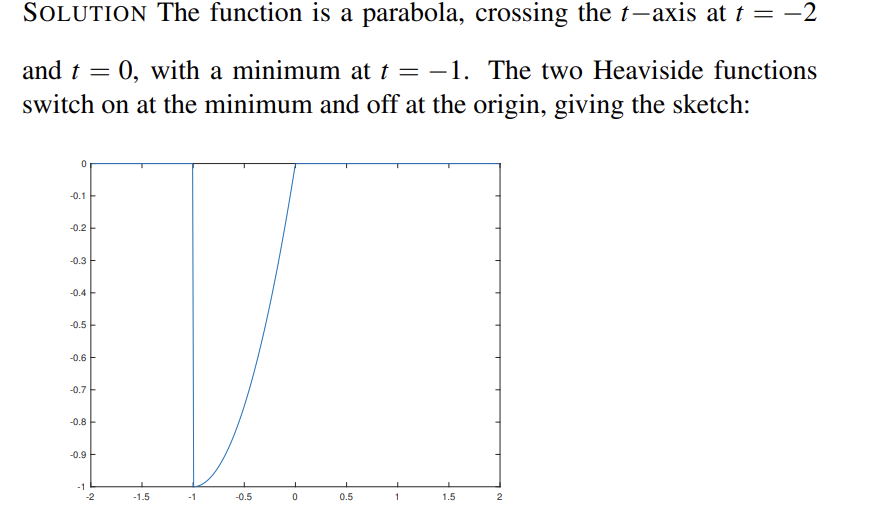 SOLUTION The function is a parabola, crossing the t−axis at t = −2
and t = 0, with a minimum at t = −1. The two Heaviside functions
switch on at the minimum and off at the origin, giving the sketch:
0
-0.1
-0.2
-0.3
-0.4
-0.5
-0.6
-0.7
-0.8
-0.9
-1
-2 -1.5 -1 -0.5 0 0.5 1 1.5 2